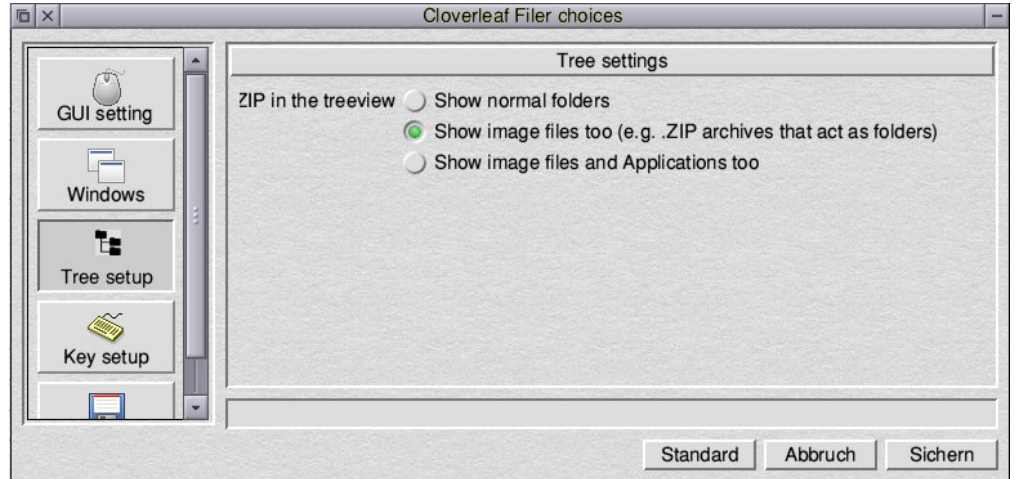 Cloverleaf Filer choices
GUI setting
Windows
Tree setup
Key setup
Tree settings
ZIP in the treeview
Show normal folders
Show image files too (e.g. .ZIP archives that act as folders)
Show image files and Applications too
Standard
Abbruch
Sichern